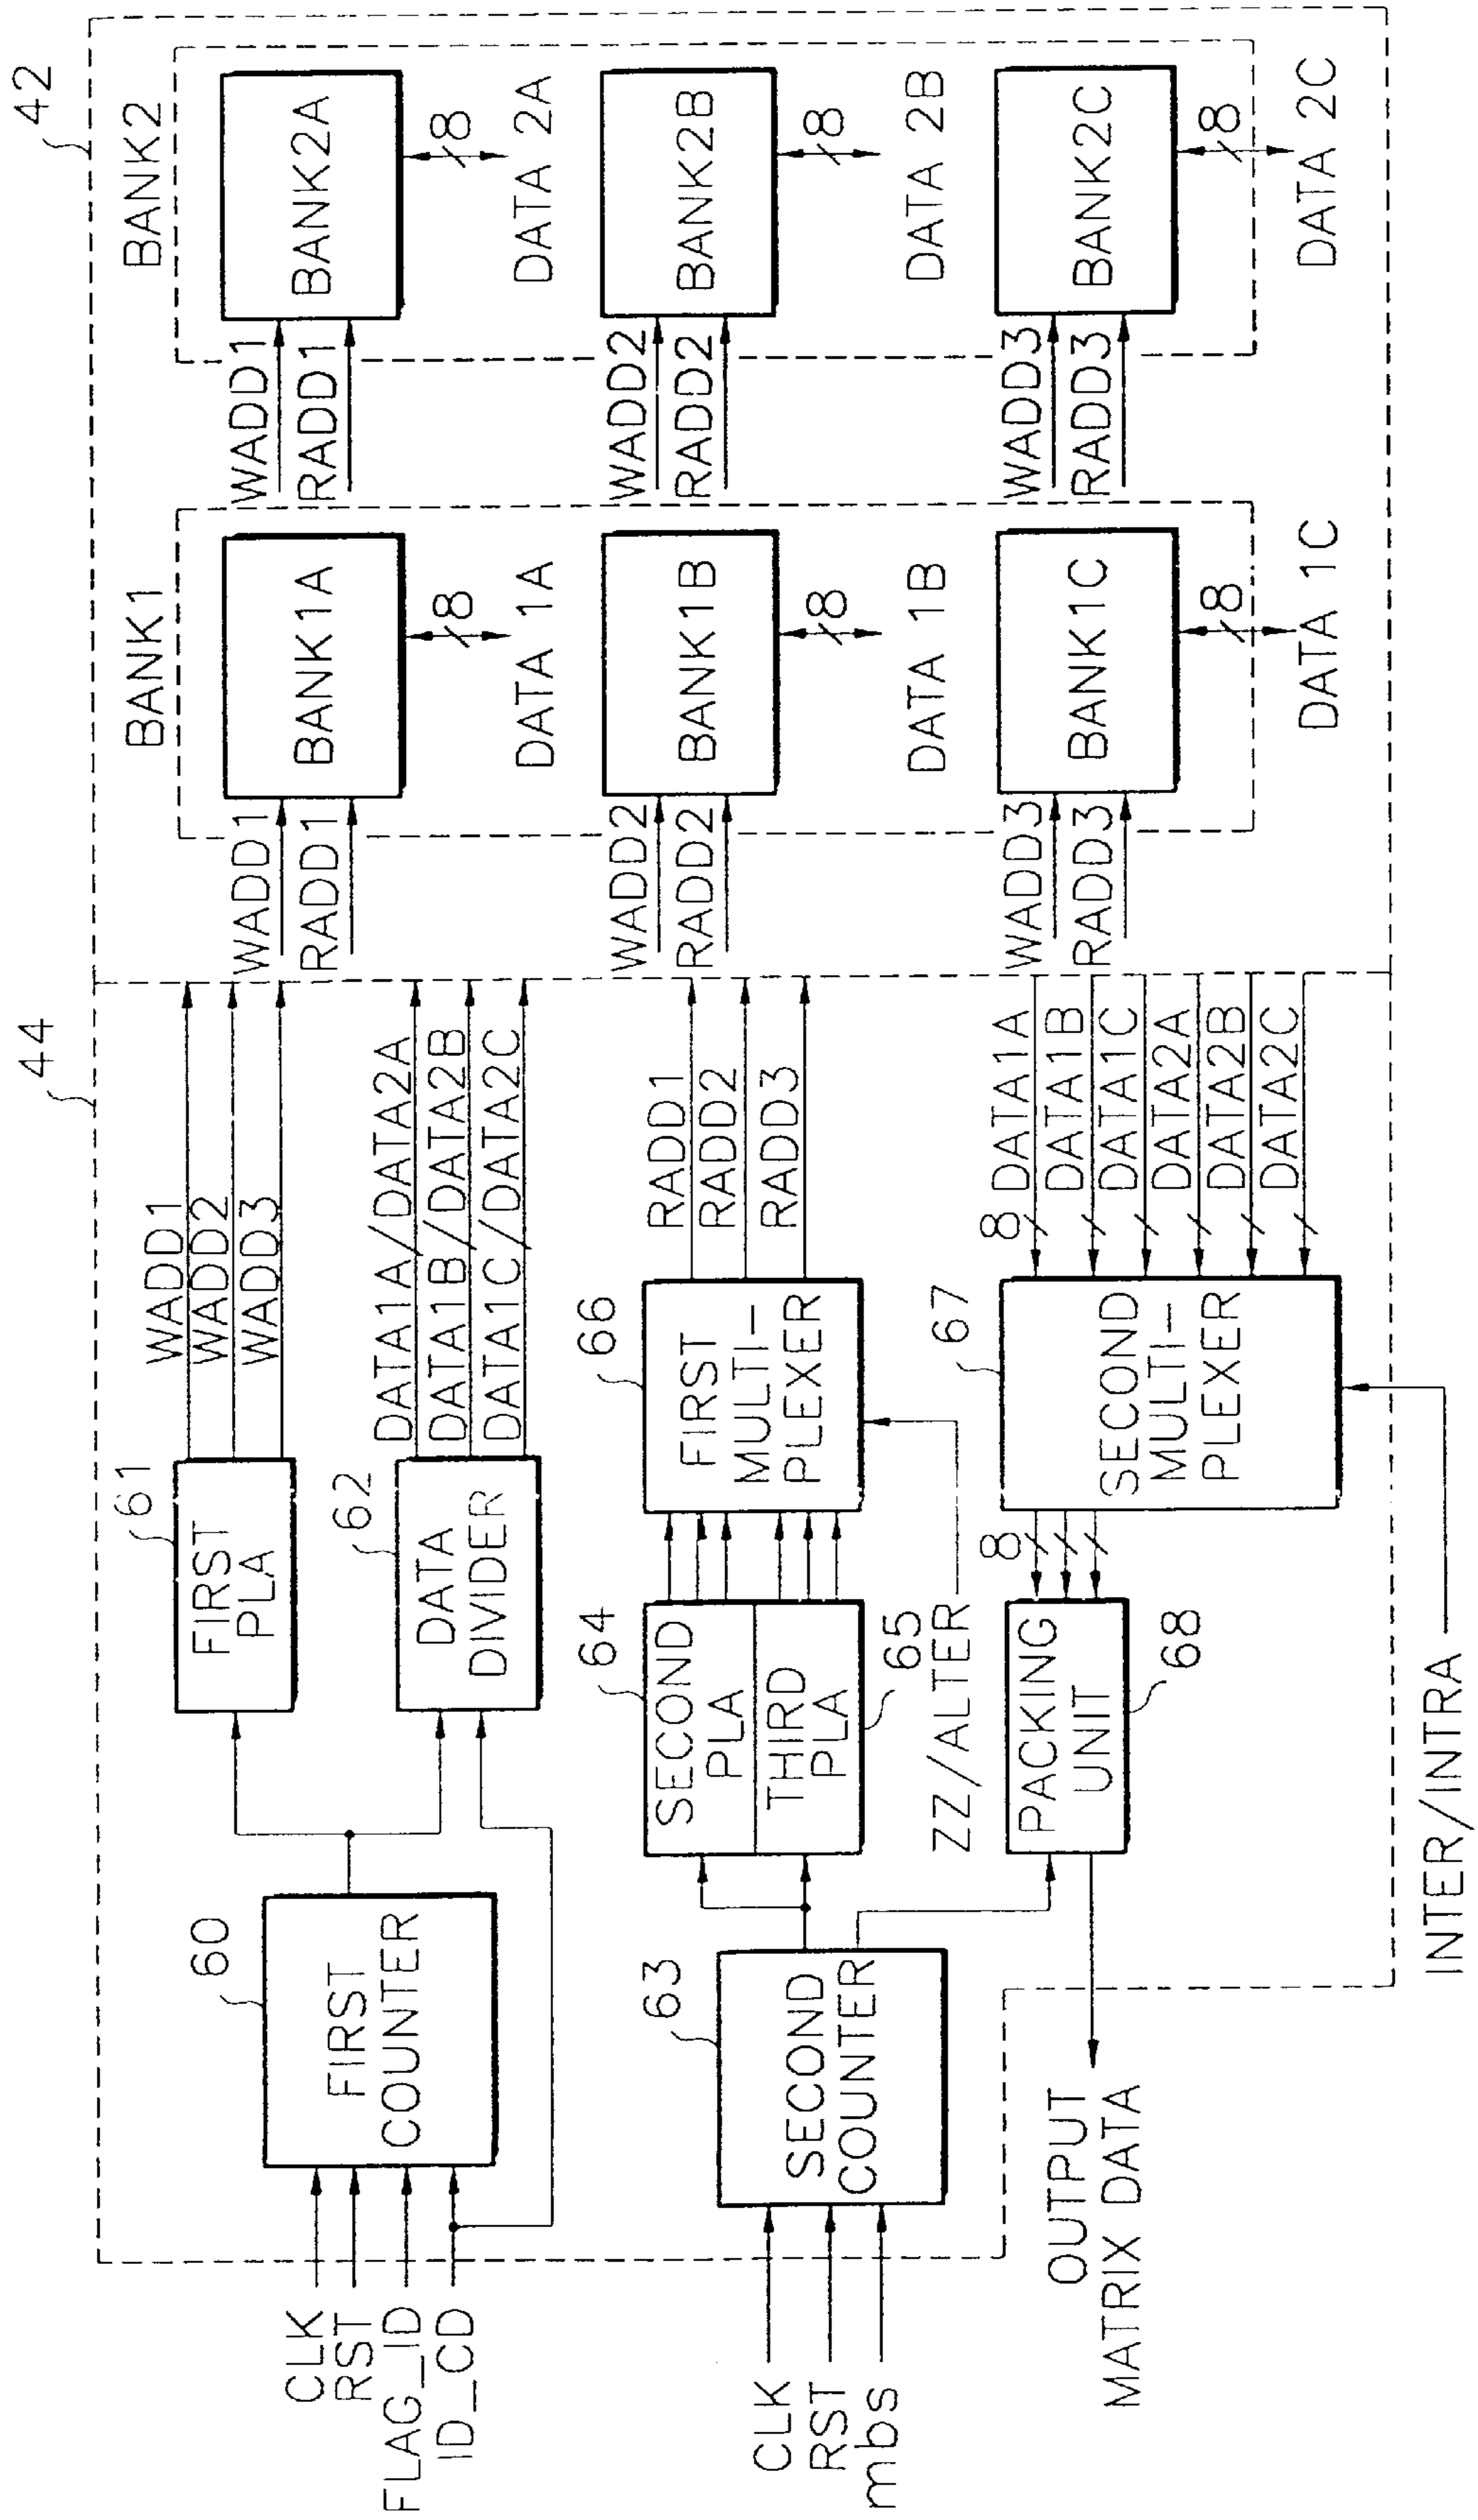 42
44
BANK1
BANK2
BANK1A
BANK2A
WADD1
RADD1
WADD1
RADD1
8
DATA 1A
8
DATA 2A
BANK1B
BANK2B
WADD2
RADD2
WADD2
RADD2
8
DATA 1B
8
DATA 2B
BANK1C
BANK2C
WADD3
RADD3
WADD3
RADD3
8
DATA 1C
8
DATA 2C
CLK
RST
FLAG_ID
ID_CD
60
FIRST
COUNTER
61
FIRST
PLA
WADD1
WADD2
WADD3
62
DATA
DIVIDER
DATA1A/DATA2A
DATA1B/DATA2B
DATA1C/DATA2C
CLK
RST
mbs
63
SECOND
COUNTER
64
SECOND
PLA
THIRD
PLA
65
66
FIRST
MULTI-
PLEXER
RADD1
RADD2
RADD3
ZZ/ALTER
67
SECOND
MULTI-
PLEXER
8
DATA1A
DATA1B
DATA1C
DATA2A
DATA2B
DATA2C
8
PACKING
UNIT
68
OUTPUT
MATRIX DATA
INTER/INTRA